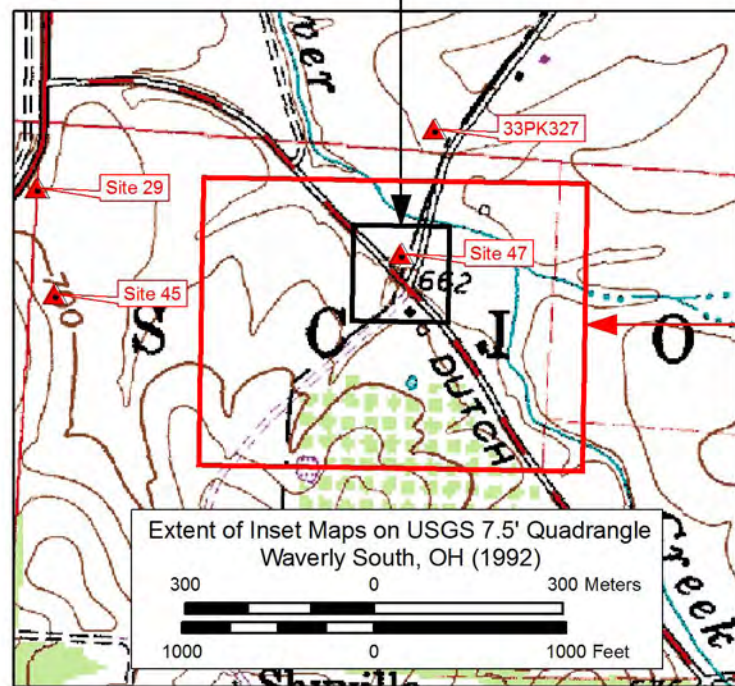 ver
33PK327
Site 29
Site 47
Site 45
662
700
S C I O
DUTCH
Creek
Extent of Inset Maps on USGS 7.5' Quadrangle
Waverly South, OH (1992)
300 0 300 Meters
1000 0 1000 Feet